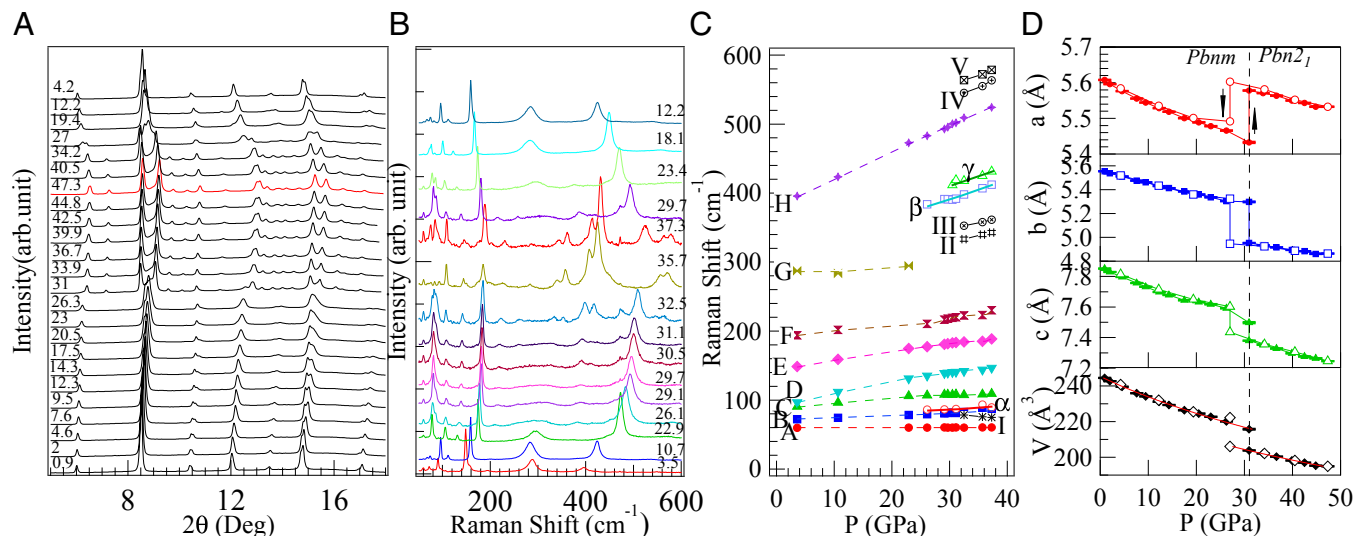 A
Intensity(arb.unit)
4.2
12.2
19.4
27
34.2
40.5
47.3
44.8
42.5
39.9
36.7
33.9
31
26.3
23
20.5
17.5
14.3
12.3
9.5
7.6
4.6
2
0.9
8
12
16
2θ (Deg)
B
Intensity (arb. unit)
12.2
18.1
23.4
29.7
37.3
35.7
32.5
31.1
30.5
29.7
29.1
26.1
22.9
10.7
3.5
200
400
600
Raman Shift (cm⁻¹)
C
Raman Shift (cm⁻¹)
600
500
400
300
200
100
0
V
IV
γ
β
H
III
II
G
F
E
D
C
B
A
α
I
0
10
20
30
40
P (GPa)
D
Pbnm
Pbn2₁
a (Å)
5.7
5.6
5.5
5.4
b (Å)
5.6
5.3
5.0
4.8
c (Å)
7.8
7.6
7.4
7.2
V (Å³)
240
220
200
0
10
20
30
40
50
P (GPa)